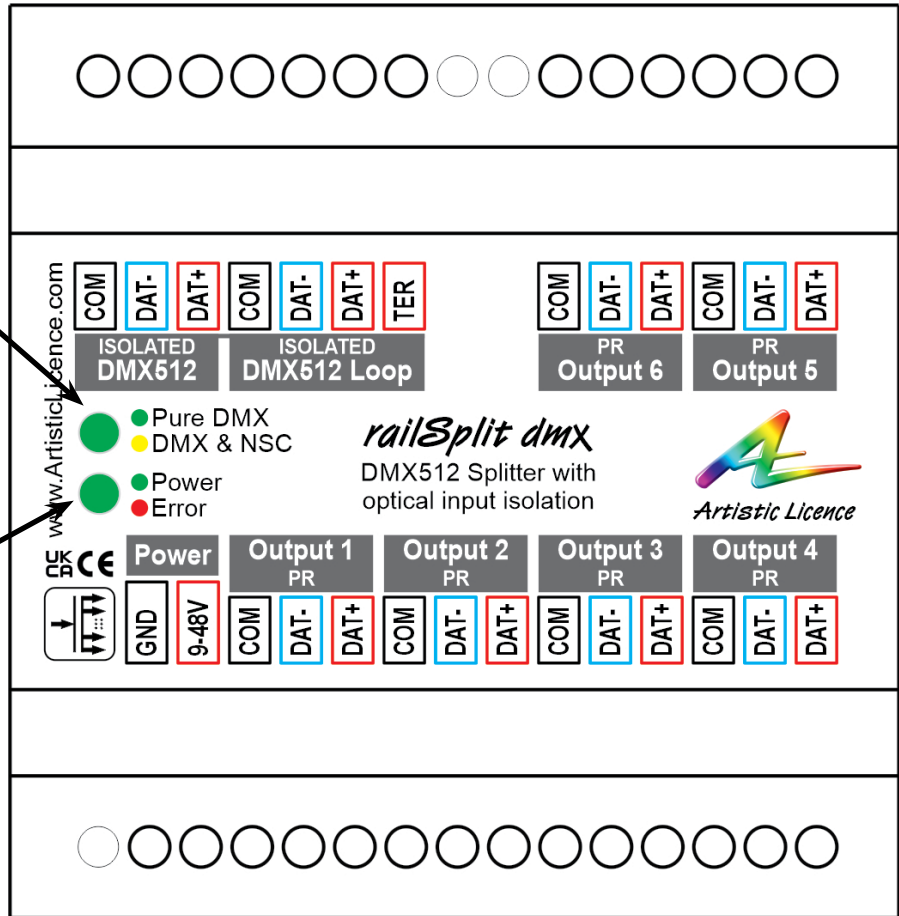 www.ArtisticLicence.com
COM DAT- DAT+ COM DAT- DAT+ TER COM DAT- DAT+ COM DAT- DAT+
ISOLATED ISOLATED PR PR
DMX512 DMX512 Loop Output 6 Output 5
Pure DMX
DMX & NSC
Power
Error
railSplit dmx
DMX512 Splitter with
optical input isolation
Artistic Licence
UK
CA CE
Power Output 1 Output 2 Output 3 Output 4
PR PR PR PR
GND 9-48V COM DAT- DAT+ COM DAT- DAT+ COM DAT- DAT+ COM DAT- DAT+